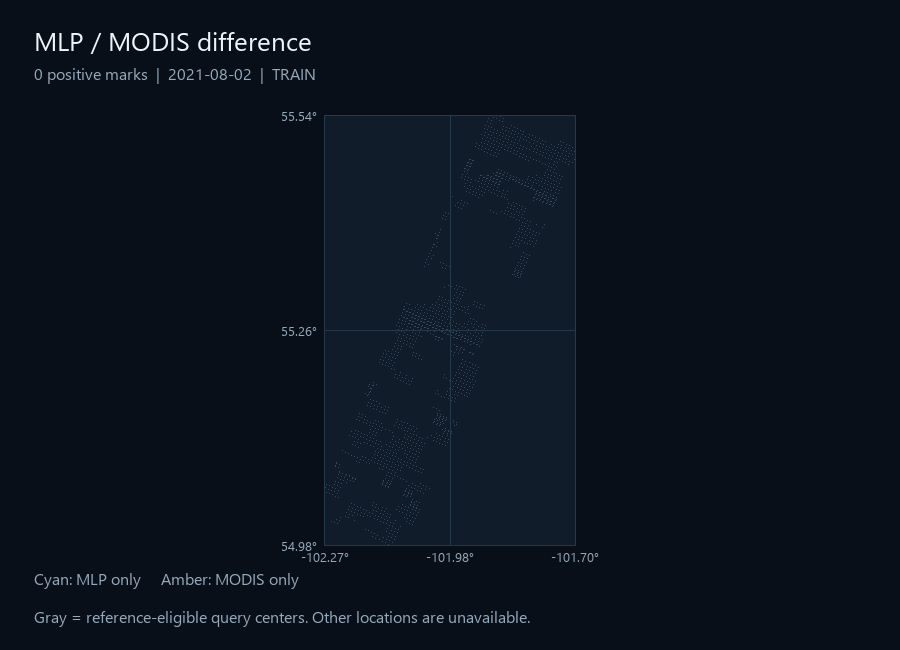 MLP / MODIS difference
0 positive marks | 2021-08-02 | TRAIN
55.54°
55.26°
54.98°
-102.27° -101.98° -101.70°
Cyan: MLP only Amber: MODIS only
Gray = reference-eligible query centers. Other locations are unavailable.